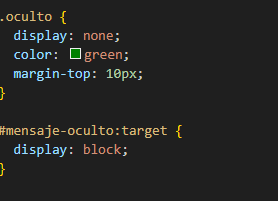 .oculto {
  display: none;
  color: green;
  margin-top: 10px;
}

#mensaje-oculto:target {
  display: block;
}